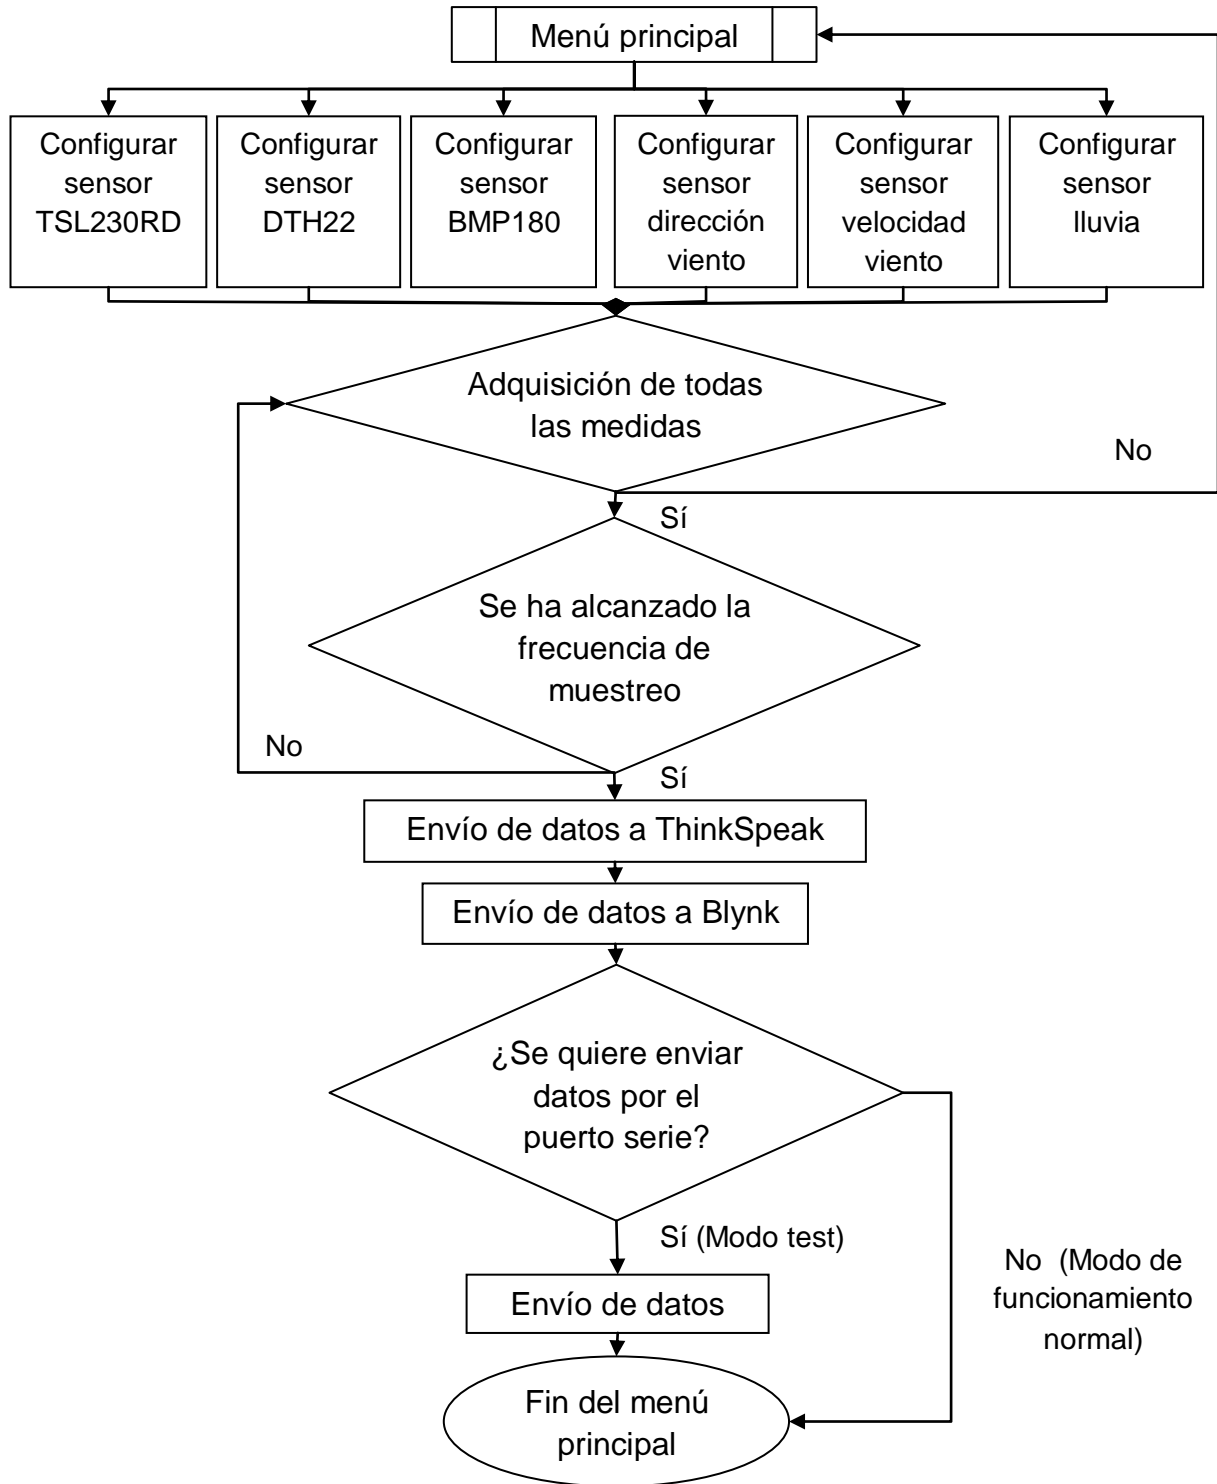 Menú principal
Configurar
sensor
TSL230RD
Configurar
sensor
DTH22
Configurar
sensor
BMP180
Configurar
sensor
dirección
viento
Configurar
sensor
velocidad
viento
Configurar
sensor
lluvia
Adquisición de todas
las medidas
No
Sí
Se ha alcanzado la
frecuencia de
muestreo
No
Sí
Envío de datos a ThinkSpeak
Envío de datos a Blynk
¿Se quiere enviar
datos por el
puerto serie?
Sí (Modo test)
No (Modo de
funcionamiento
normal)
Envío de datos
Fin del menú
principal